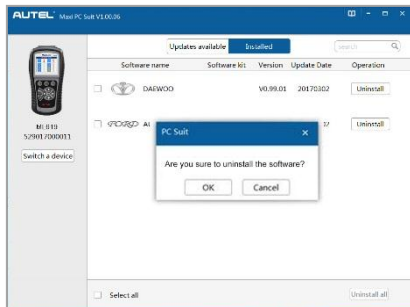 AUTEL Maxi PC Suit V1.00.06
Updates available Installed
search
Software name Software kit Version Update Date Operation
DAEWOO V0.99.01 20170302 Uninstall
FORD Uninstall
529017000011
Switch a device
PC Suit
Are you sure to uninstall the software?
OK Cancel
Select all
Uninstall all